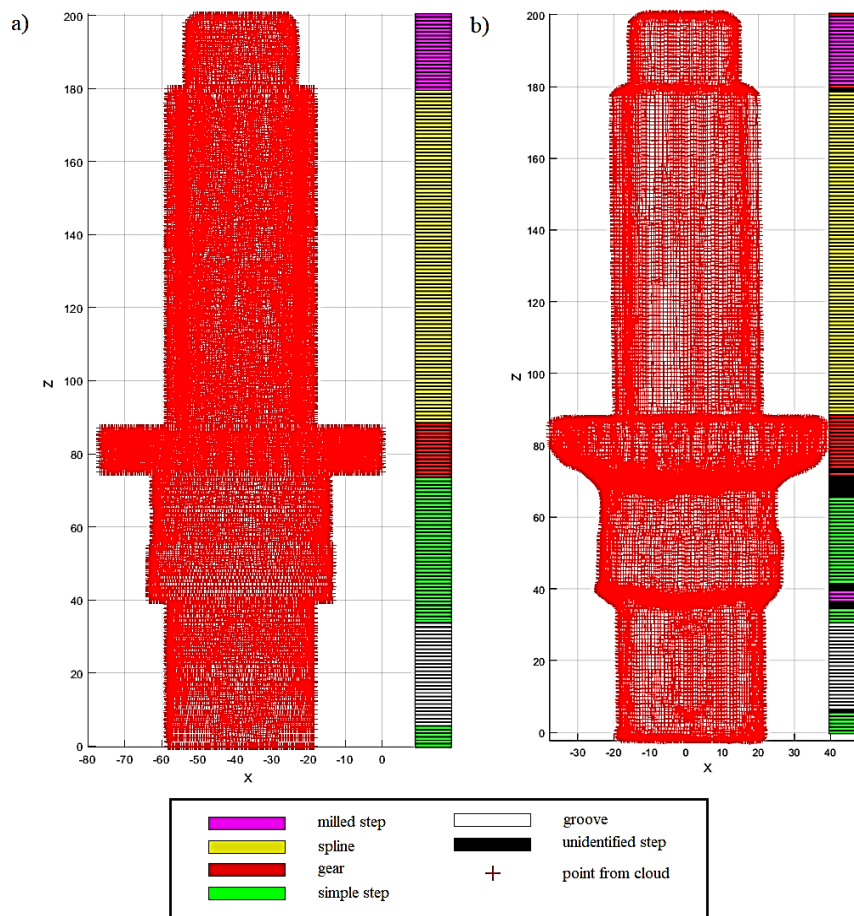 a)
b)
200
180
160
140
120
100
80
60
40
20
0
Z
-80 -70 -60 -50 -40 -30 -20 -10 0
X
200
180
160
140
120
100
80
60
40
20
0
Z
-30 -20 -10 0 10 20 30 40
X
milled step
spline
gear
simple step
groove
unidentified step
point from cloud